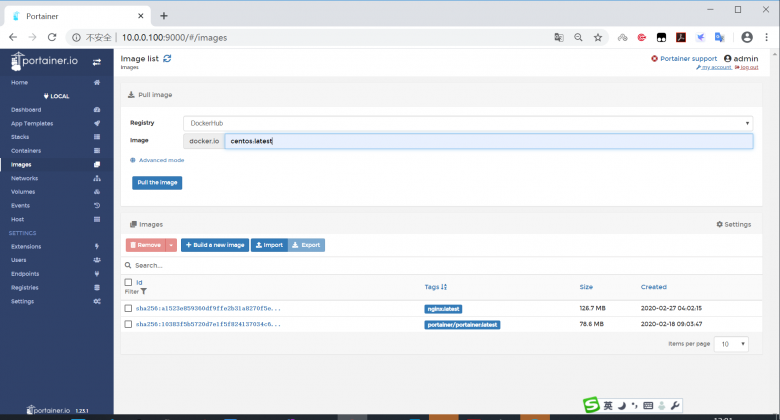 Portainer
不安全 | 10.0.0.100:9000/#/images
portainer.io
Image list
Images
Portainer support
admin
my account
log out
Home
LOCAL
Dashboard
App Templates
Stacks
Containers
Images
Networks
Volumes
Events
Host
SETTINGS
Extensions
Users
Endpoints
Registries
Settings
portainer.io 1.23.1
Pull image
Registry
DockerHub
Image
docker.io
centos:latest
Advanced mode
Pull the image
Images
Settings
Remove
Build a new image
Import
Export
Search...
Id
Filter
Tags
Size
Created
sha256:a1523e859360df9ffe2b31a8270f5e... nginx:latest 126.7 MB 2020-02-27 04:02:15
sha256:10383f5b5720d7e1f5f824137034c6... portainer/portainer:latest 78.6 MB 2020-02-18 09:03:47
Items per page 10
英